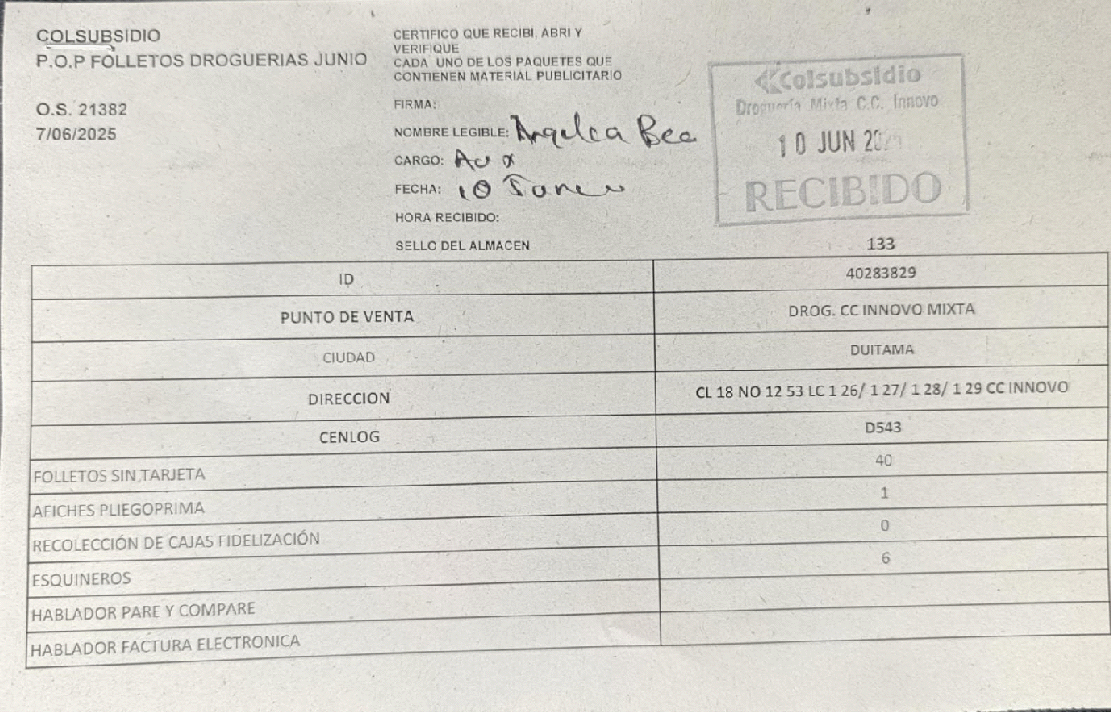 COLSUBSIDIO
P.O.P FOLLETOS DROGUERIAS JUNIO
O.S. 21382
7/06/2025
CERTIFICO QUE RECIBI, ABRI Y
VERIFIQUE
CADA UNO DE LOS PAQUETES QUE
CONTIENEN MATERIAL PUBLICITARIO
FIRMA:
NOMBRE LEGIBLE: Angelca
CARGO: Aux
FECHA: 10
HORA RECIBIDO:
SELLO DEL ALMACEN
Colsubsidio
Droguería Mixta C.C. Innovo
10 JUN
RECIBIDO
133
ID 40283829
PUNTO DE VENTA DROG. CC INNOVO MIXTA
CIUDAD DUITAMA
DIRECCION CL 18 NO 12 53 LC 1 26/ 1 27/ 1 28/ 1 29 CC INNOVO
CENLOG D543
FOLLETOS SIN TARJETA 40
AFICHES PLIEGOPRIMA 1
RECOLECCIÓN DE CAJAS FIDELIZACIÓN 0
ESQUINEROS 6
HABLADOR PARE Y COMPARE
HABLADOR FACTURA ELECTRONICA